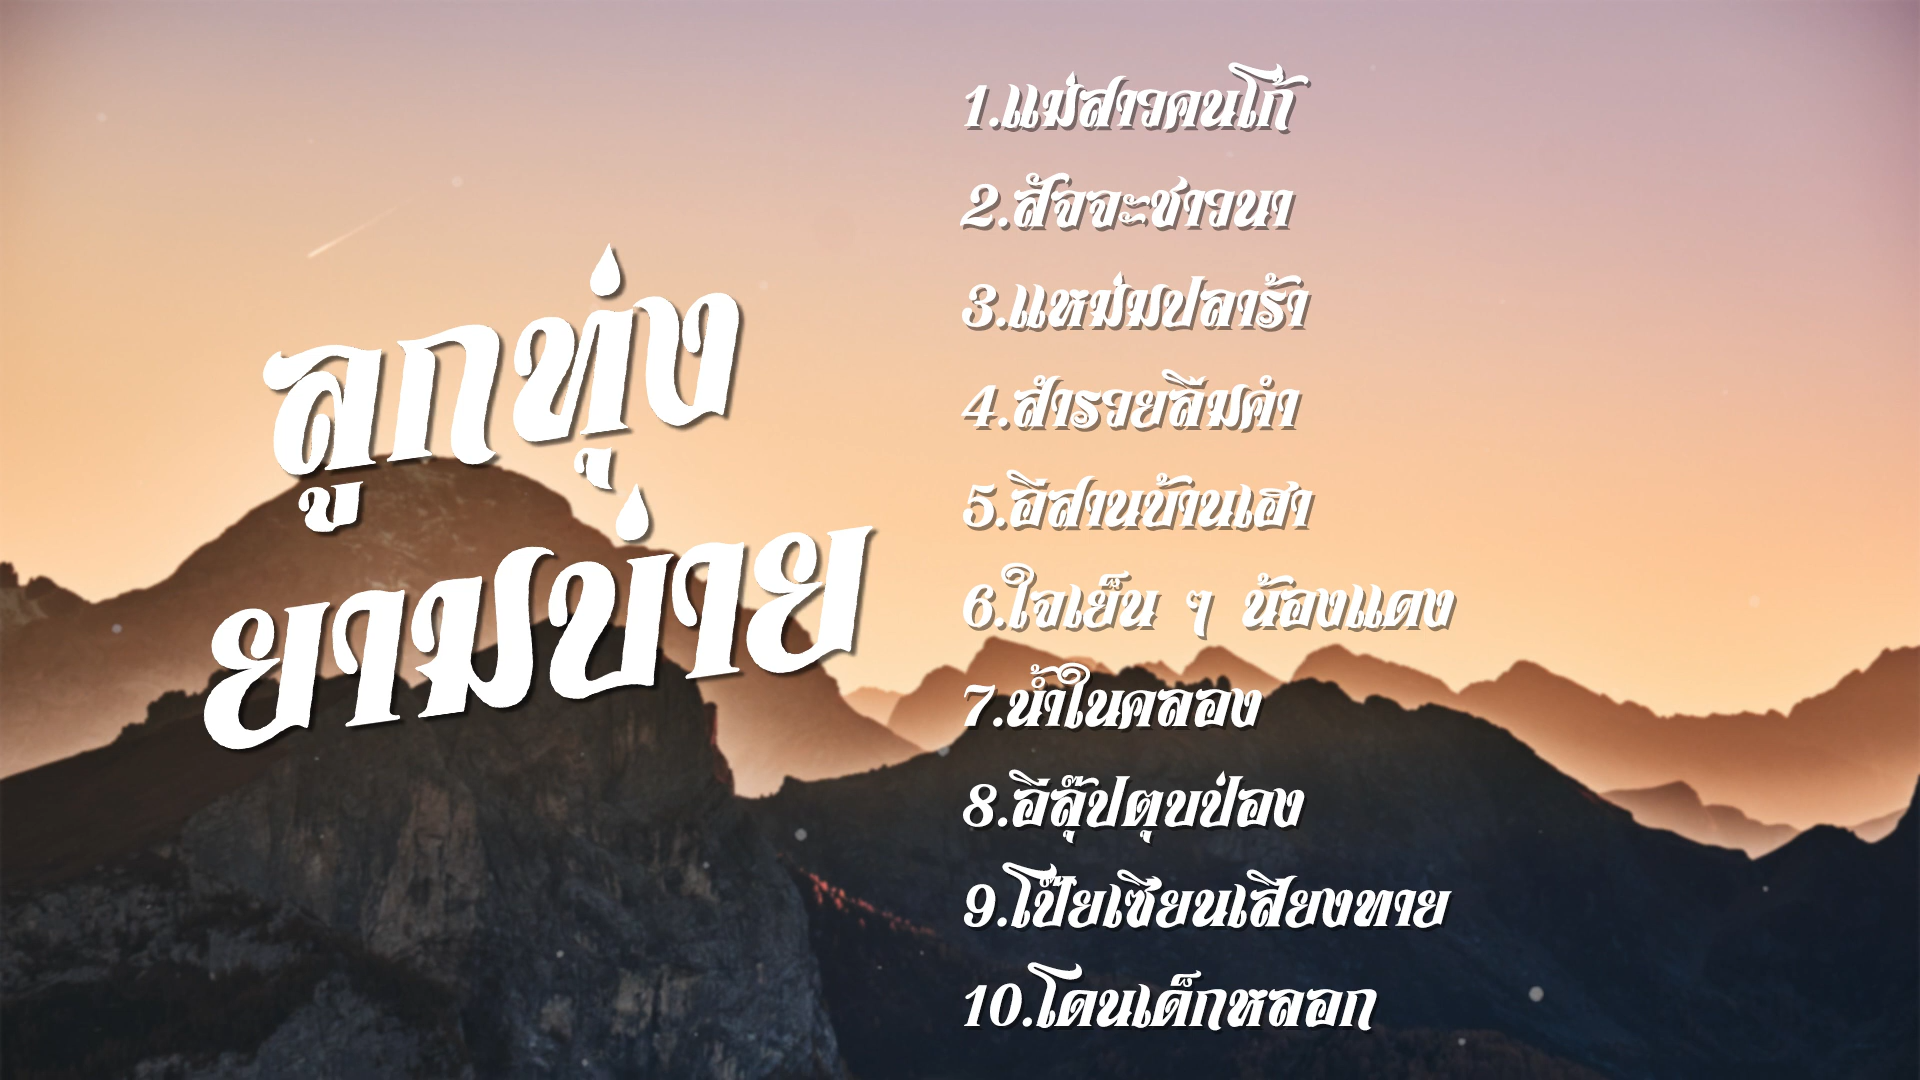 ลูกทุ่ง
ยามบ่าย
1.แม่สาวคนโก้
2.สัจจะชาวนา
3.แหม่มปลาร้า
4.สำรวยลืมคำ
5.อีสานบ้านเฮา
6.ใจเย็น ๆ น้องแดง
7.น้ำในคลอง
8.อีลุ๊ปตุบป่อง
9.โป๊ยเซียนเสี่ยงทาย
10.โดนเด็กหลอก